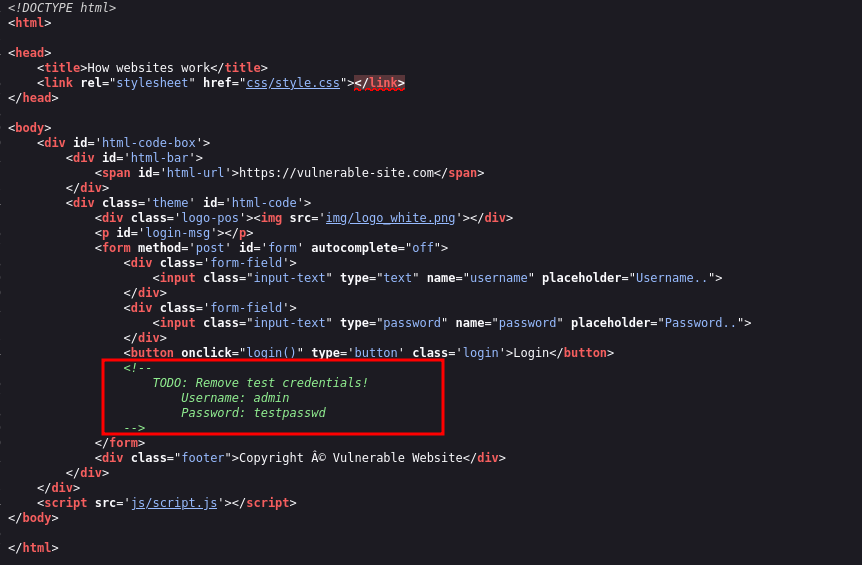 <!DOCTYPE html>
<html>
<head>
<title>How websites work</title>
<link rel="stylesheet" href="css/style.css"></link>
</head>
<body>
<div id='html-code-box'>
<div id='html-bar'>
<span id='html-url'>https://vulnerable-site.com</span>
</div>
<div class='theme' id='html-code'>
<div class='logo-pos'><img src='img/logo_white.png'></div>
<p id='login-msg'></p>
<form method='post' id='form' autocomplete="off">
<div class='form-field'>
<input class="input-text" type="text" name="username" placeholder="Username..">
</div>
<div class='form-field'>
<input class="input-text" type="password" name="password" placeholder="Password..">
</div>
<button onclick="login()" type='button' class='login'>Login</button>
<!--
TODO: Remove test credentials!
Username: admin
Password: testpasswd
-->
</form>
<div class="footer">Copyright Â© Vulnerable Website</div>
</div>
</div>
<script src='js/script.js'></script>
</body>
</html>